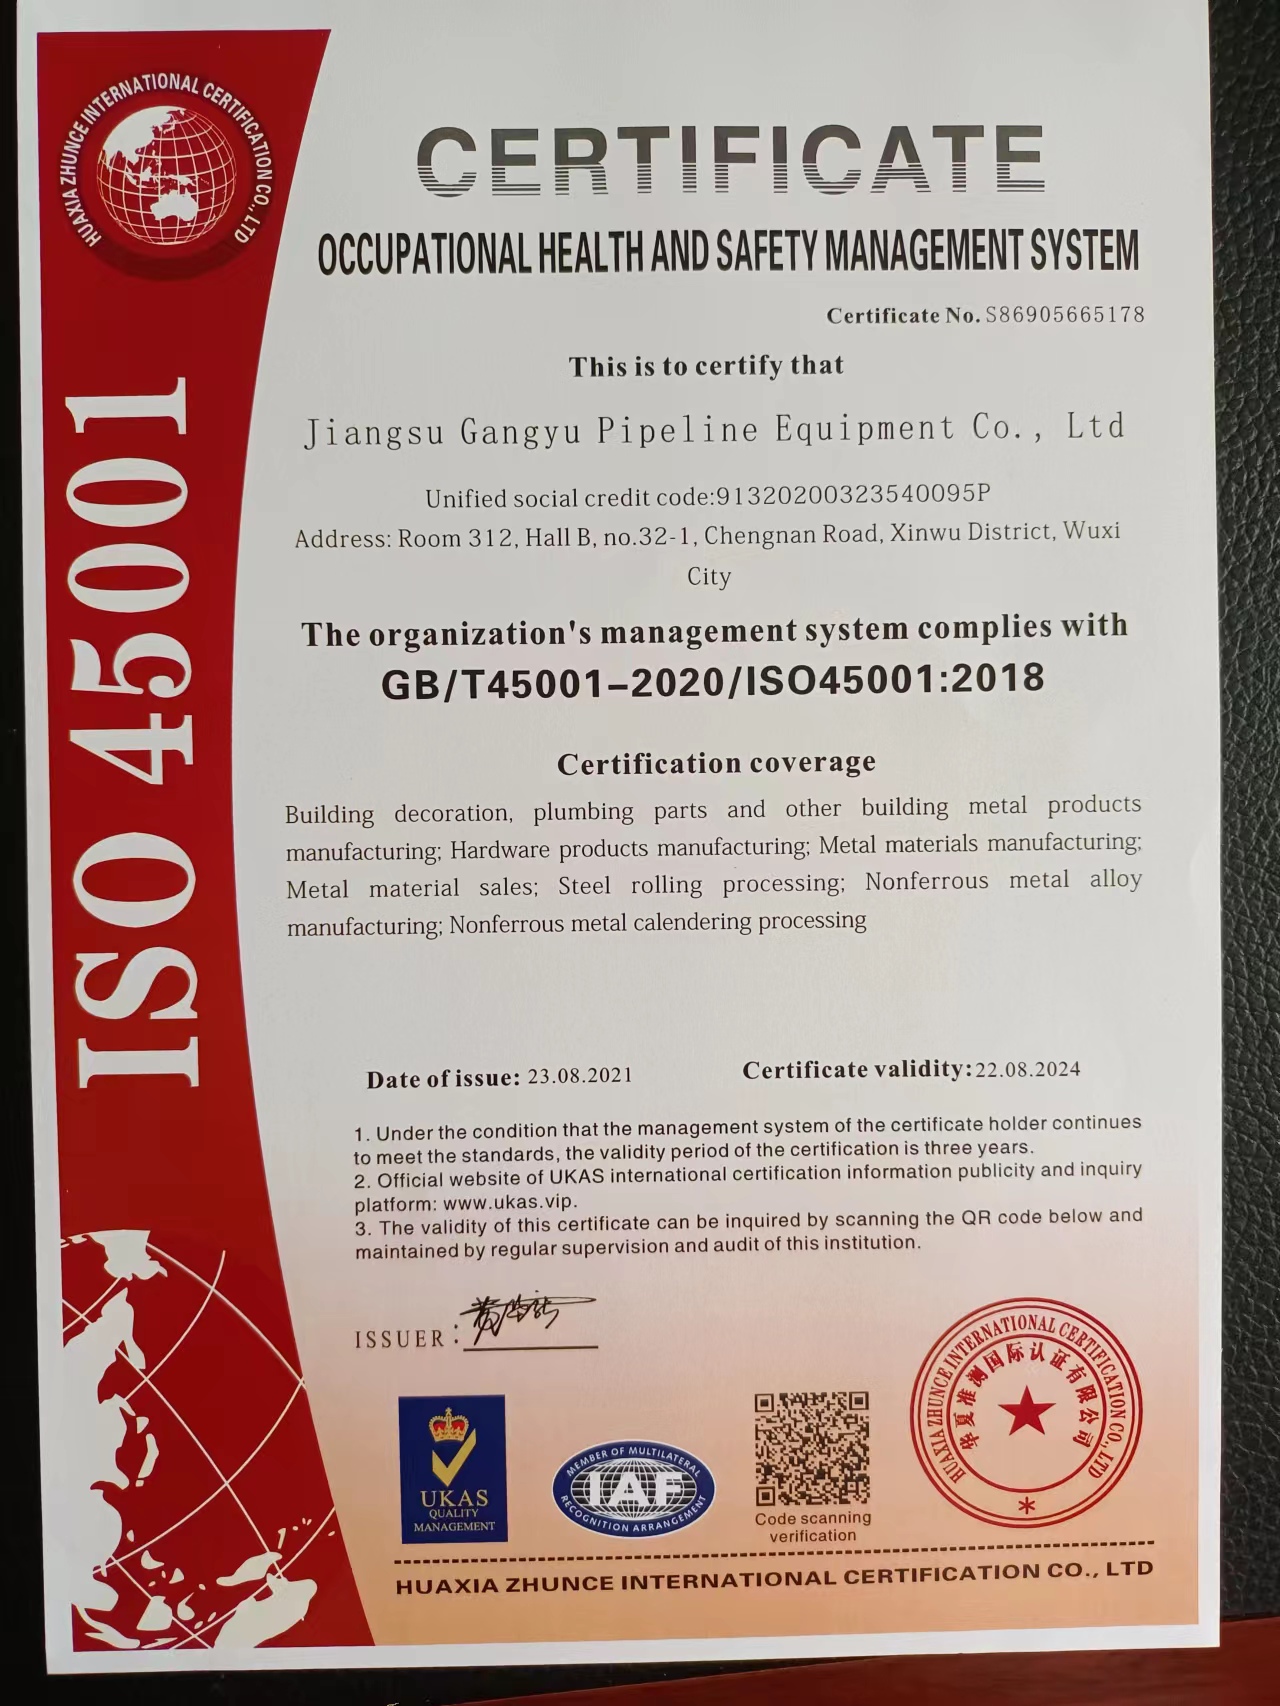 HUAXIA ZHUNCE INTERNATIONAL CERTIFICATION CO., LTD
ISO 45001
CERTIFICATE
OCCUPATIONAL HEALTH AND SAFETY MANAGEMENT SYSTEM
Certificate No. S86905665178
This is to certify that
Jiangsu Gangyu Pipeline Equipment Co., Ltd
Unified social credit code:91320200323540095P
Address: Room 312, Hall B, no.32-1, Chengnan Road, Xinwu District, Wuxi
City
The organization's management system complies with
GB/T45001-2020/ISO45001:2018
Certification coverage
Building decoration, plumbing parts and other building metal products
manufacturing; Hardware products manufacturing; Metal materials manufacturing;
Metal material sales; Steel rolling processing; Nonferrous metal alloy
manufacturing; Nonferrous metal calendering processing
Date of issue: 23.08.2021
Certificate validity:22.08.2024
1. Under the condition that the management system of the certificate holder continues
to meet the standards, the validity period of the certification is three years.
2. Official website of UKAS international certification information publicity and inquiry
platform: www.ukas.vip.
3. The validity of this certificate can be inquired by scanning the QR code below and
maintained by regular supervision and audit of this institution.
ISSUER:
UKAS
QUALITY
MANAGEMENT
MEMBER OF MULTILATERAL
IAF
RECOGNITION ARRANGEMENT
Code scanning
verification
HUAXIA ZHUNCE INTERNATIONAL CERTIFICATION CO., LTD
华夏准测国际认证有限公司
HUAXIA ZHUNCE INTERNATIONAL CERTIFICATION CO., LTD